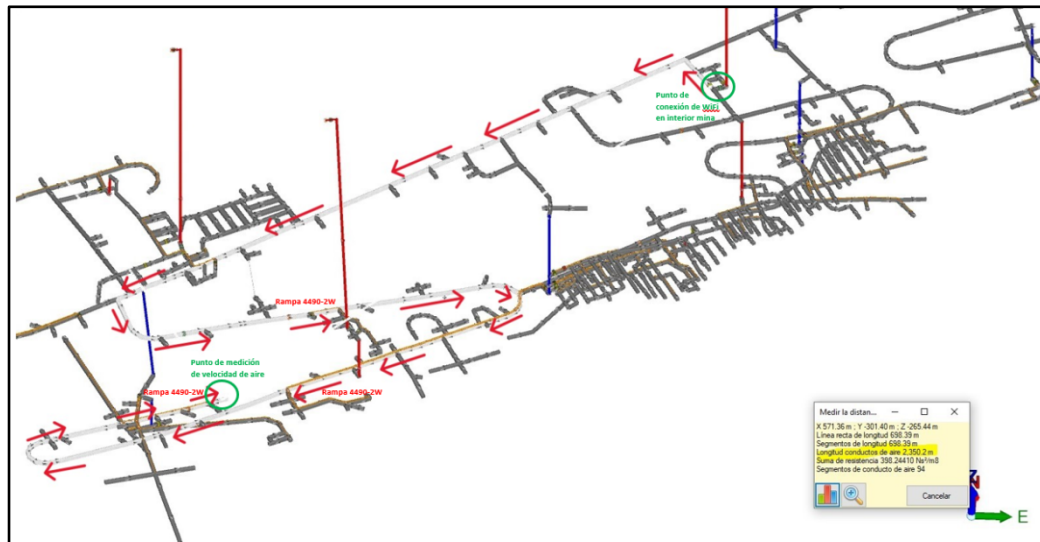 Punto de
conexión de WiFi
en interior mina
Rampa 4490-2W
Punto de medición
de velocidad de aire
Rampa 4490-2W
Rampa 4490-2W
Medir la distan...
X 571.36 m ; Y -301.40 m ; Z -265.44 m
Línea recta de longitud 698.39 m
Segmentos de longitud 698.39 m
Longitud conductos de aire 2,350.2 m
Suma de resistencia 398.24410 Ns²/m8
Segmentos de conducto de aire 94
Cancelar
E